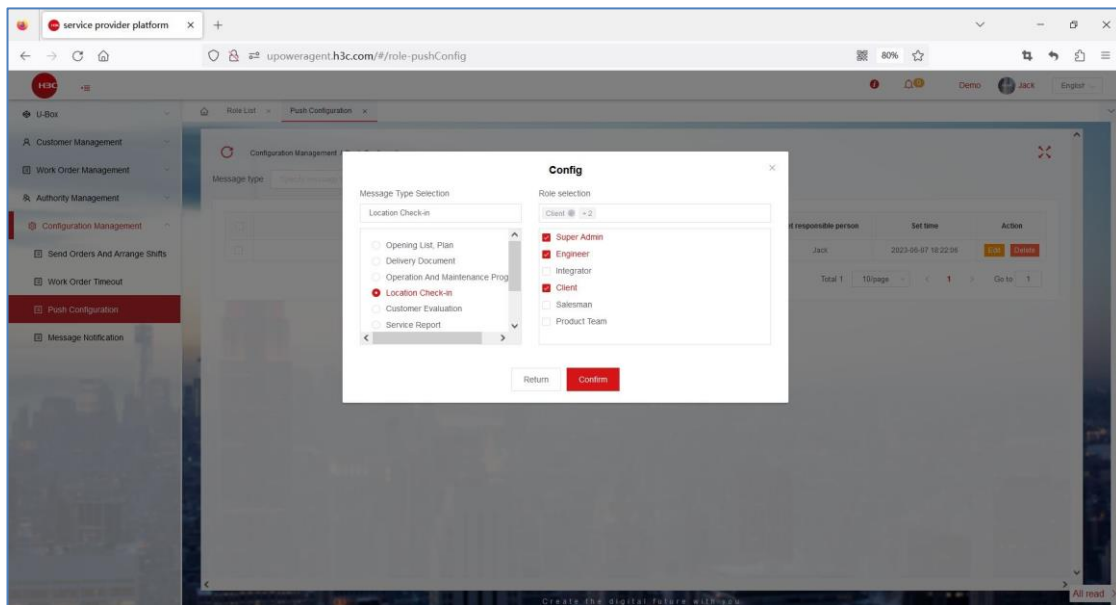 service provider platform
upoweragent.h3c.com/#/role-pushConfig
80%
H3C
Demo
Jack
English
U-Box
Role List
Push Configuration
Customer Management
Configuration Management /
Work Order Management
Message type
Authority Management
Configuration Management
Send Orders And Arrange Shifts
Work Order Timeout
Push Configuration
Message Notification
Config
Message Type Selection
Role selection
Location Check-in
Client + 2
Opening List, Plan
Delivery Document
Operation And Maintenance Prog
Location Check-in
Customer Evaluation
Service Report
Super Admin
Engineer
Integrator
Client
Salesman
Product Team
Return
Confirm
t responsible person
Set time
Action
Jack
2023-06-07 18:22:56
Edit
Delete
Total 1
10/page
1
Go to
1
Create the digital future with you
All read